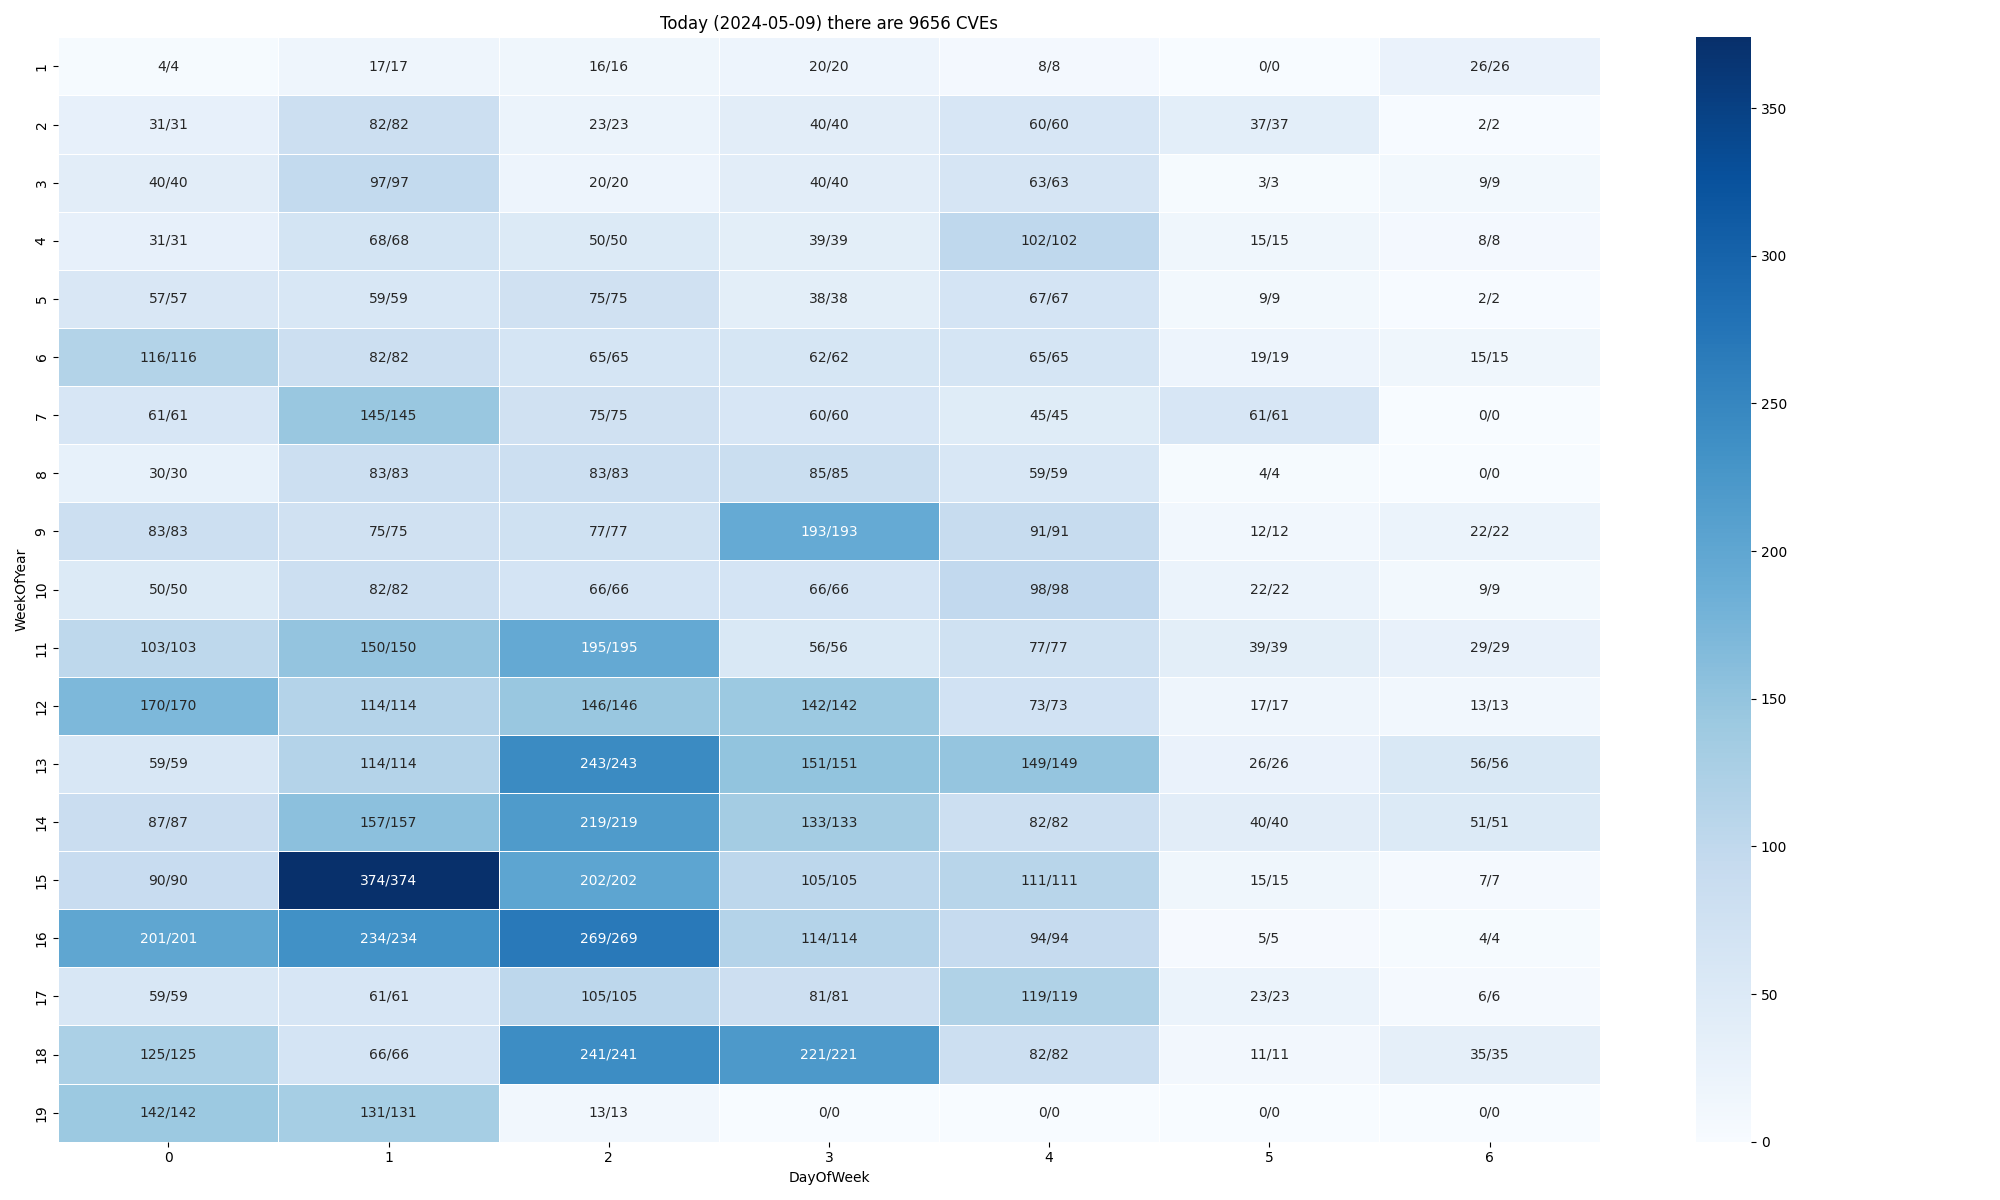 Today (2024-05-09) there are 9656 CVEs
1 4/4 17/17 16/16 20/20 8/8 0/0 26/26
2 31/31 82/82 23/23 40/40 60/60 37/37 2/2
3 40/40 97/97 20/20 40/40 63/63 3/3 9/9
4 31/31 68/68 50/50 39/39 102/102 15/15 8/8
5 57/57 59/59 75/75 38/38 67/67 9/9 2/2
6 116/116 82/82 65/65 62/62 65/65 19/19 15/15
7 61/61 145/145 75/75 60/60 45/45 61/61 0/0
8 30/30 83/83 83/83 85/85 59/59 4/4 0/0
9 83/83 75/75 77/77 193/193 91/91 12/12 22/22
10 50/50 82/82 66/66 66/66 98/98 22/22 9/9
11 103/103 150/150 195/195 56/56 77/77 39/39 29/29
12 170/170 114/114 146/146 142/142 73/73 17/17 13/13
13 59/59 114/114 243/243 151/151 149/149 26/26 56/56
14 87/87 157/157 219/219 133/133 82/82 40/40 51/51
15 90/90 374/374 202/202 105/105 111/111 15/15 7/7
16 201/201 234/234 269/269 114/114 94/94 5/5 4/4
17 59/59 61/61 105/105 81/81 119/119 23/23 6/6
18 125/125 66/66 241/241 221/221 82/82 11/11 35/35
19 142/142 131/131 13/13 0/0 0/0 0/0 0/0
0 1 2 3 4 5 6
DayOfWeek
WeekOfYear
350
300
250
200
150
100
50
0